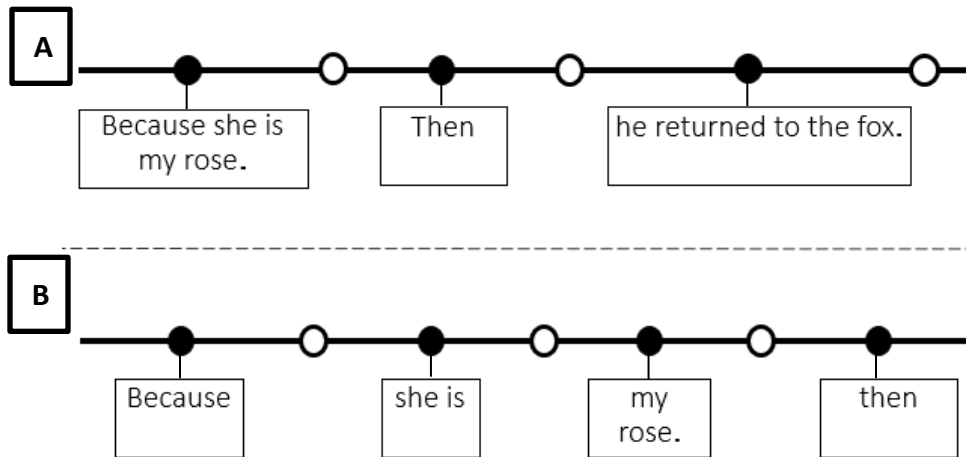 A
Because she is
my rose.
Then
he returned to the fox.
B
Because
she is
my
rose.
then